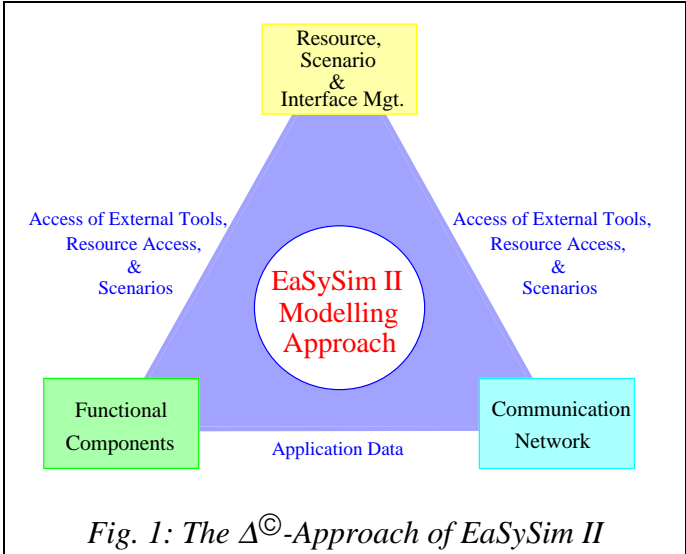 Resource,
Scenario
&
Interface Mgt.
Access of External Tools,
Resource Access,
&
Scenarios
Access of External Tools,
Resource Access,
&
Scenarios
EaSySim II
Modelling
Approach
Functional
Components
Communication
Network
Application Data
Fig. 1: The Δ©-Approach of EaSySim II